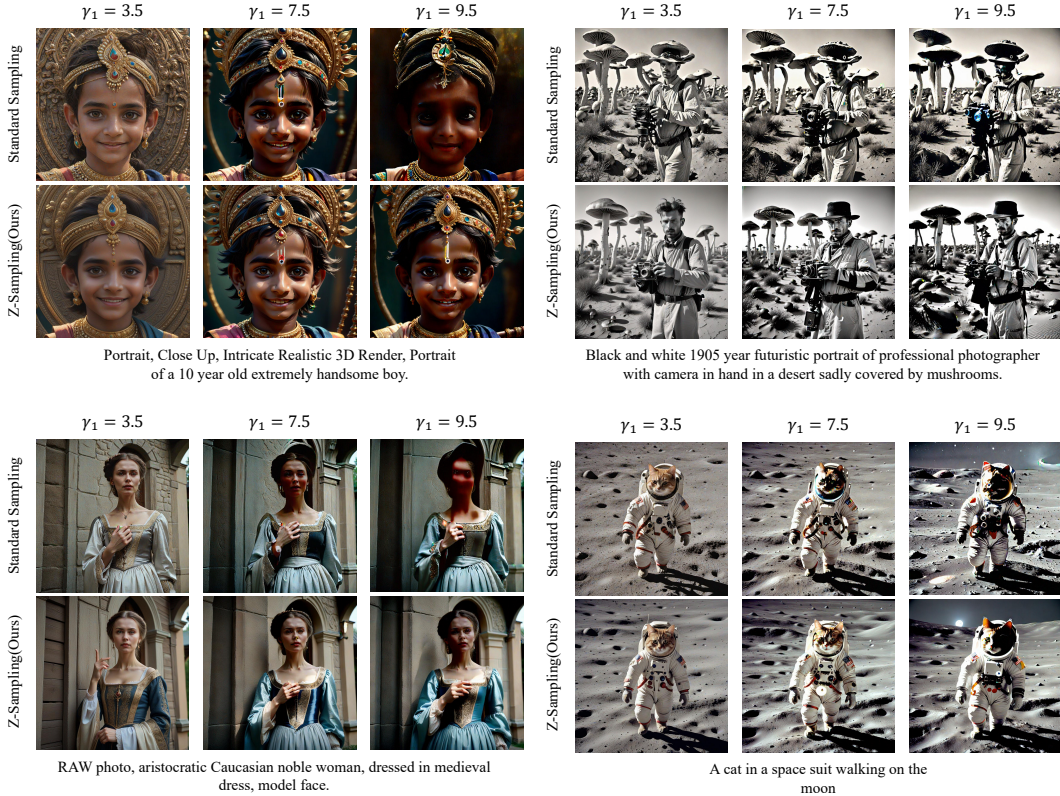 γ₁ = 3.5
γ₁ = 7.5
γ₁ = 9.5
Standard Sampling
Z-Sampling(Ours)
Portrait, Close Up, Intricate Realistic 3D Render, Portrait
of a 10 year old extremely handsome boy.
γ₁ = 3.5
γ₁ = 7.5
γ₁ = 9.5
Standard Sampling
Z-Sampling(Ours)
Black and white 1905 year futuristic portrait of professional photographer
with camera in hand in a desert sadly covered by mushrooms.
γ₁ = 3.5
γ₁ = 7.5
γ₁ = 9.5
Standard Sampling
Z-Sampling(Ours)
RAW photo, aristocratic Caucasian noble woman, dressed in medieval
dress, model face.
γ₁ = 3.5
γ₁ = 7.5
γ₁ = 9.5
Standard Sampling
Z-Sampling(Ours)
A cat in a space suit walking on the
moon